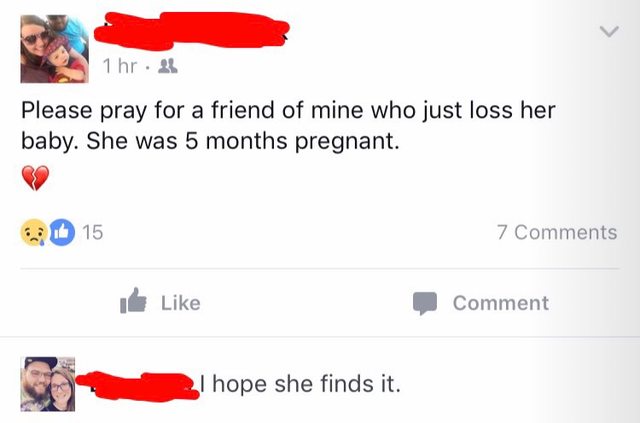 1 hr ·
Please pray for a friend of mine who just loss her
baby. She was 5 months pregnant.
15
7 Comments
Like
Comment
I hope she finds it.